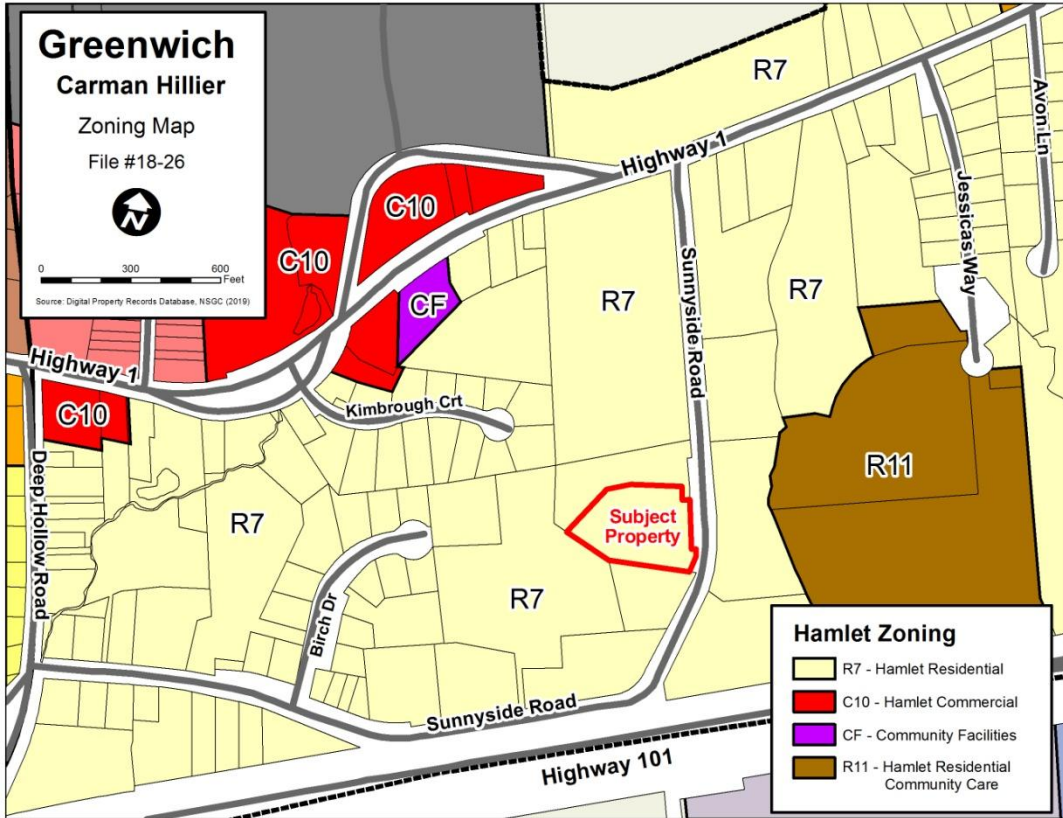 Greenwich
Carman Hillier
Zoning Map
File #18-26
N
0 300 600
Feet
Source: Digital Property Records Database, NSGC (2019)
R7
Highway 1
Avon Ln
Jessicas Way
C10
C10
CF
R7
Sunnyside Road
R7
Highway 1
C10
Kimbrough Crt
Deep Hollow Road
R11
R7
Subject
Property
Birch Dr
R7
Sunnyside Road
Highway 101
Hamlet Zoning
R7 - Hamlet Residential
C10 - Hamlet Commercial
CF - Community Facilities
R11 - Hamlet Residential
Community Care